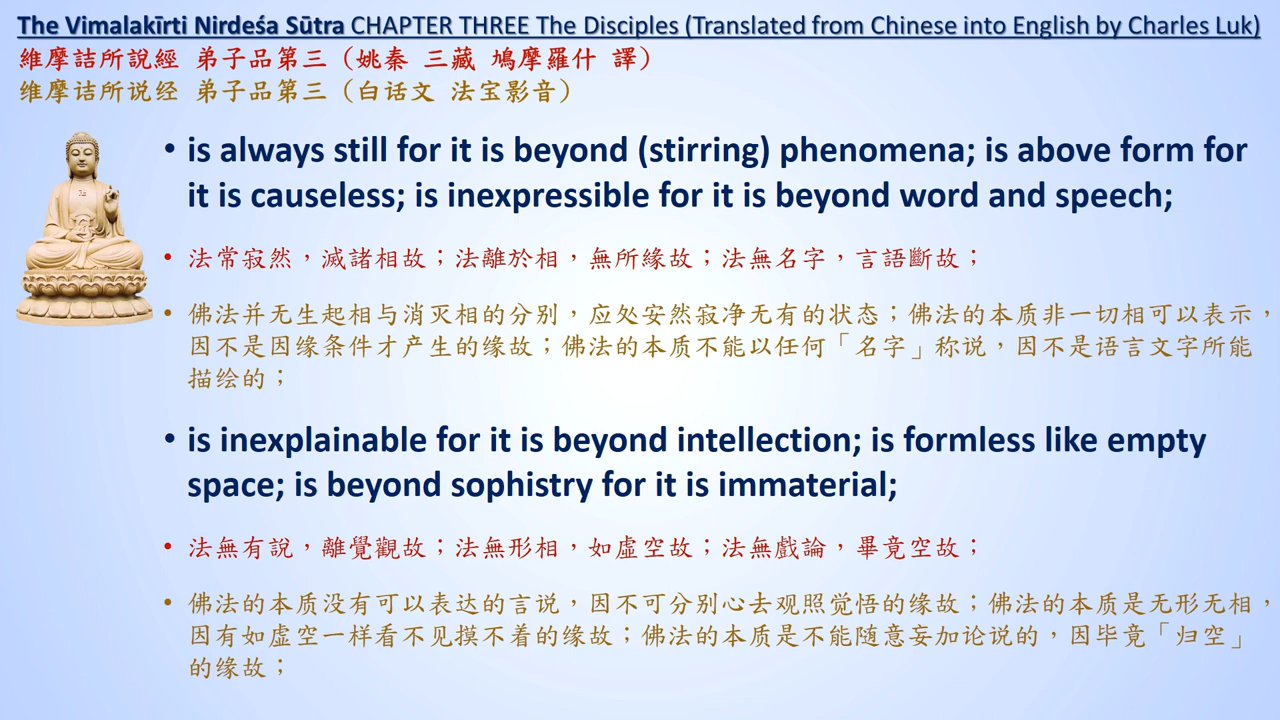 The Vimalakīrti Nirdeśa Sūtra CHAPTER THREE The Disciples (Translated from Chinese into English by Charles Luk)
維摩詰所說經 弟子品第三（姚秦 三藏 鳩摩羅什 譯）
维摩诘所说经 弟子品第三（白话文 法宝影音）
• is always still for it is beyond (stirring) phenomena; is above form for
it is causeless; is inexpressible for it is beyond word and speech;
• 法常寂然，滅諸相故；法離於相，無所緣故；法無名字，言語斷故；
• 佛法并无生起相与消灭相的分别，应处安然寂净无有的状态；佛法的本质非一切相可以表示，
因不是因缘条件才产生的缘故；佛法的本质不能以任何「名字」称说，因不是语言文字所能
描绘的；
• is inexplainable for it is beyond intellection; is formless like empty
space; is beyond sophistry for it is immaterial;
• 法無有說，離覺觀故；法無形相，如虛空故；法無戲論，畢竟空故；
• 佛法的本质没有可以表达的言说，因不可分别心去观照觉悟的缘故；佛法的本质是无形无相，
因有如虚空一样看不见摸不着的缘故；佛法的本质是不能随意妄加论说的，因毕竟「归空」
的缘故；